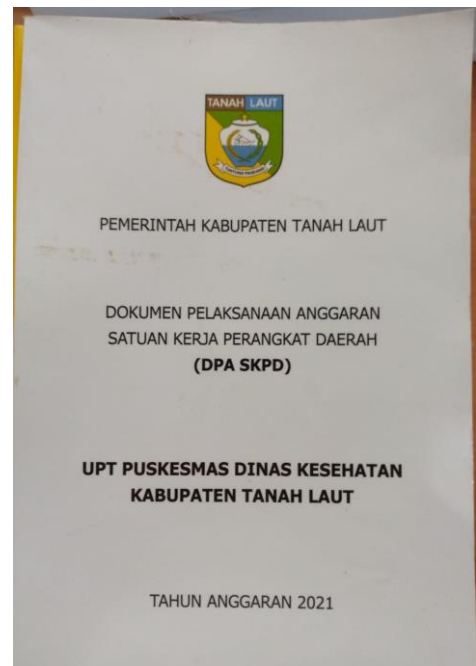 TANAH LAUT
PEMERINTAH KABUPATEN TANAH LAUT
DOKUMEN PELAKSANAAN ANGGARAN
SATUAN KERJA PERANGKAT DAERAH
(DPA SKPD)
UPT PUSKESMAS DINAS KESEHATAN
KABUPATEN TANAH LAUT
TAHUN ANGGARAN 2021